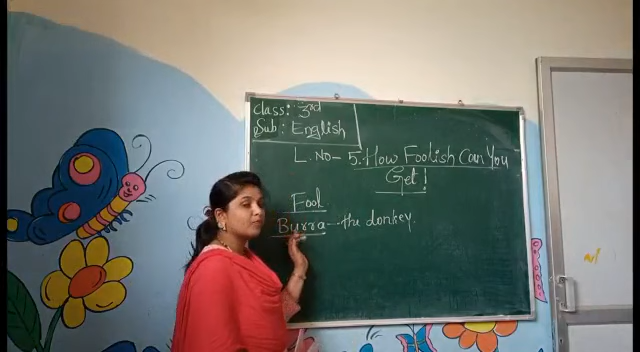 Class: 3rd
Sub: English
L. No- 5. How Foolish Can You
Get!
Fool
Burra - the donkey.